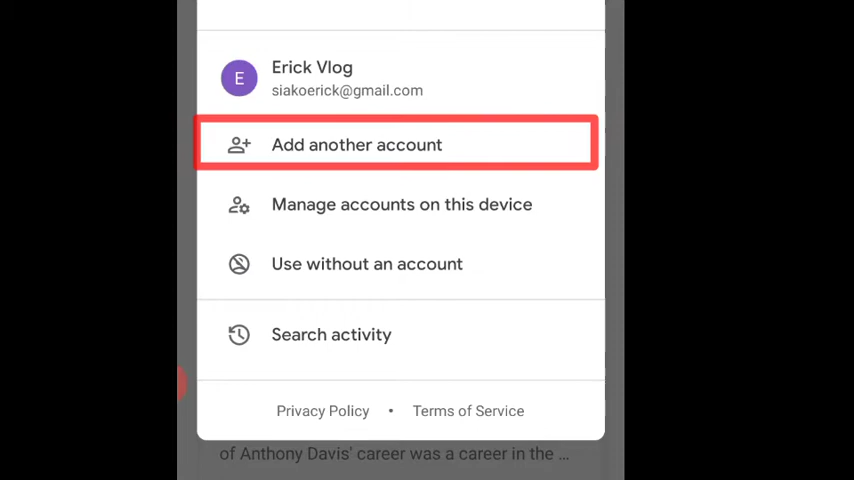 Erick Vlog
E
siakoerick@gmail.com
Add another account
Manage accounts on this device
Use without an account
Search activity
Privacy Policy • Terms of Service
of Anthony Davis' career was a career in the ...